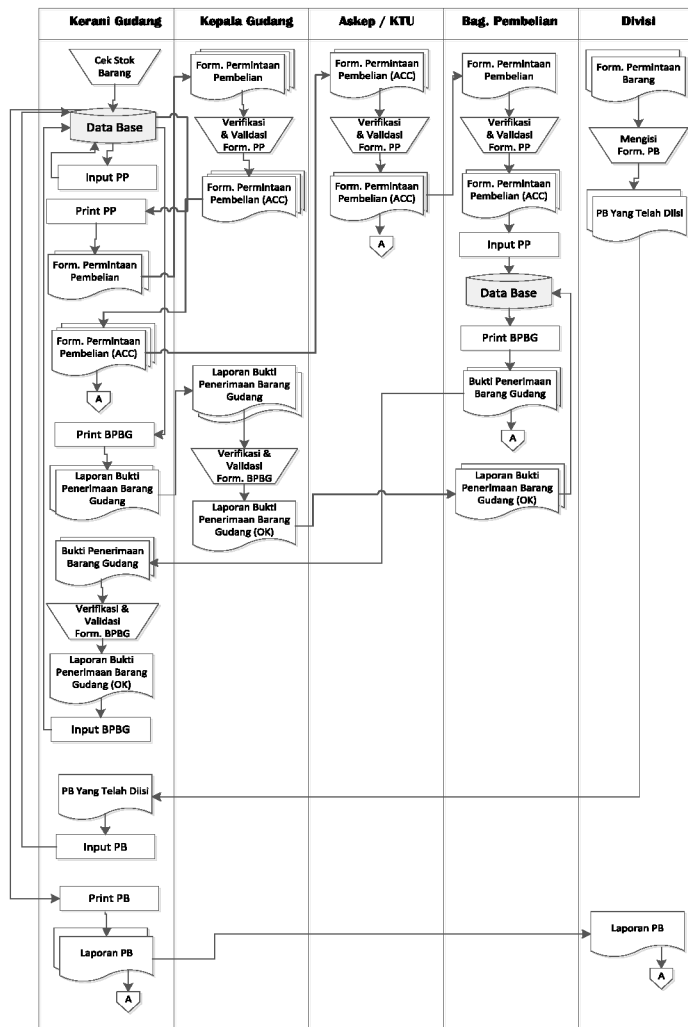 Kerani Gudang
Kepala Gudang
Askep / KTU
Bag. Pembelian
Divisi
Cek Stok
Barang
Data Base
Input PP
Print PP
Form. Permintaan
Pembelian
Form. Permintaan
Pembelian (ACC)
A
Print BPBG
Laporan Bukti
Penerimaan Barang
Gudang
Bukti Penerimaan
Barang Gudang
Verifikasi &
Validasi
Form. BPBG
Laporan Bukti
Penerimaan Barang
Gudang (OK)
Input BPBG
PB Yang Telah Diisi
Input PB
Print PB
Laporan PB
A
Form. Permintaan
Pembelian
Verifikasi
& Validasi
Form. PP
Form. Permintaan
Pembelian (ACC)
Laporan Bukti
Penerimaan Barang
Gudang
Verifikasi &
Validasi
Form. BPBG
Laporan Bukti
Penerimaan Barang
Gudang (OK)
Form. Permintaan
Pembelian (ACC)
Verifikasi
& Validasi
Form. PP
Form. Permintaan
Pembelian (ACC)
A
Form. Permintaan
Pembelian
Verifikasi
& Validasi
Form. PP
Form. Permintaan
Pembelian (ACC)
Input PP
Data Base
Print BPBG
Bukti Penerimaan
Barang Gudang
A
Laporan Bukti
Penerimaan Barang
Gudang (OK)
Form. Permintaan
Barang
Mengisi
Form. PB
PB Yang Telah Diisi
Laporan PB
A